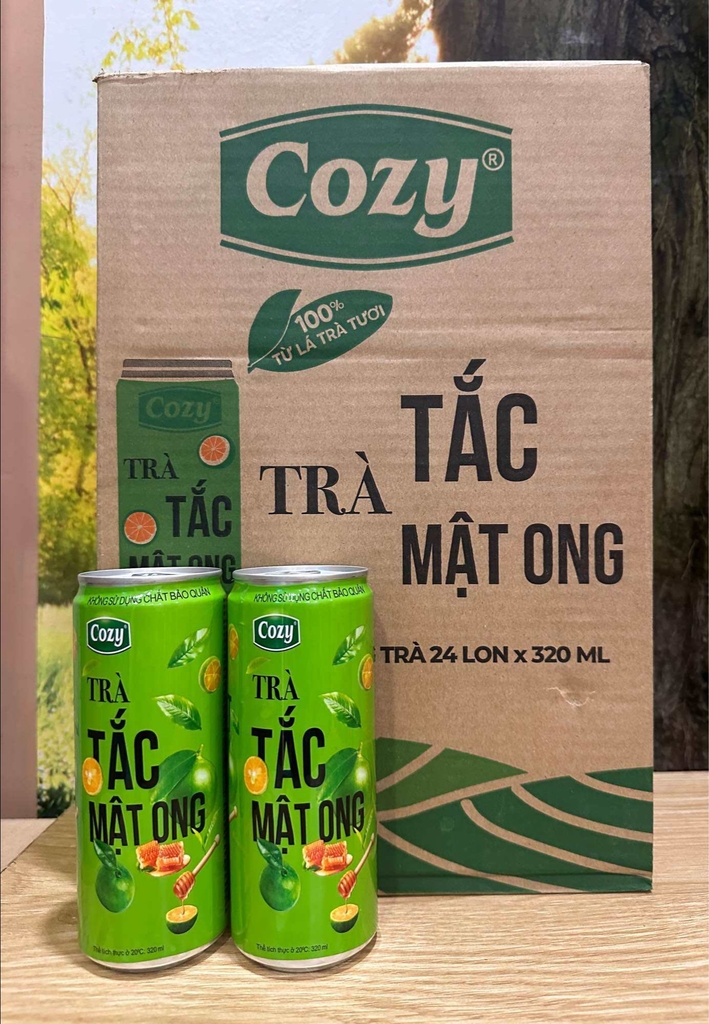 Cozy®
100%
TỪ LÁ TRÀ TƯƠI
TRÀ
TẮC
MẬT ONG
TRÀ 24 LON x 320 ML
Cozy
TRÀ
TẮC
MẬT ONG
KHÔNG SỬ DỤNG CHẤT BẢO QUẢN
Cozy
TRÀ
TẮC
MẬT ONG
Thể tích thực ở 20°C: 320 ml
KHÔNG SỬ DỤNG CHẤT BẢO QUẢN
Cozy
TRÀ
TẮC
MẬT ONG
Thể tích thực ở 20°C: 320 ml